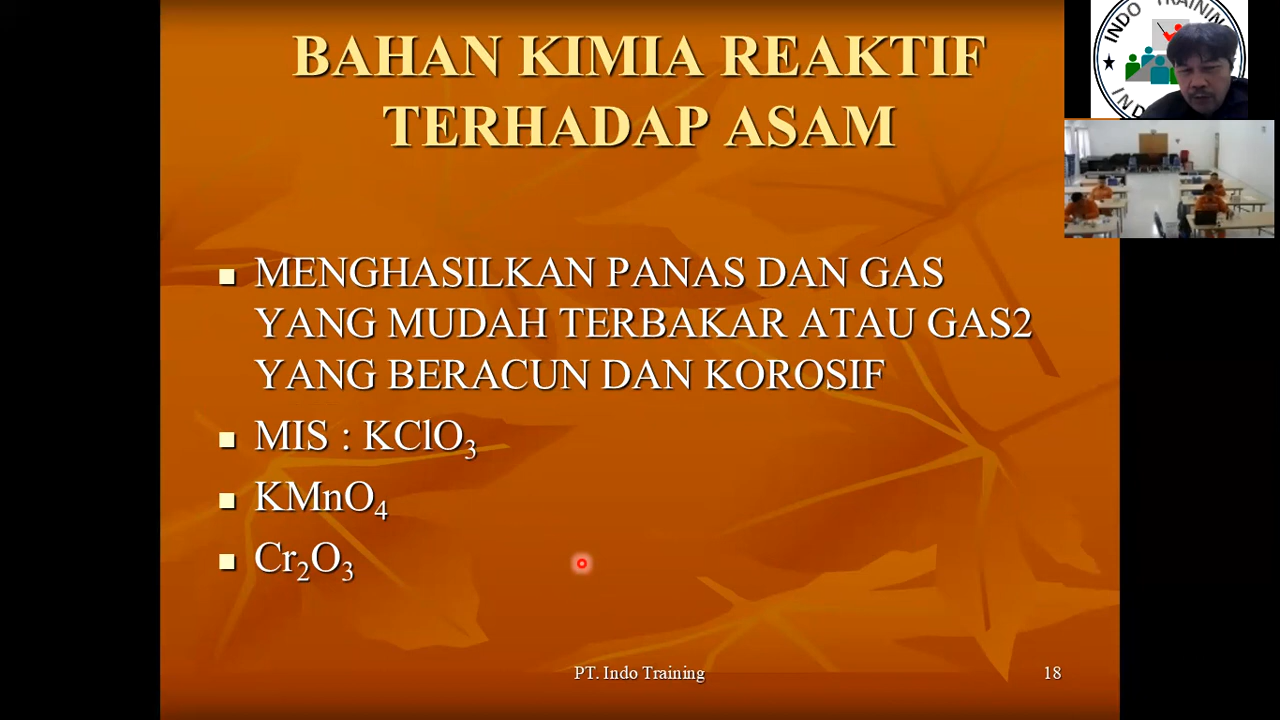 BAHAN KIMIA REAKTIF
TERHADAP ASAM
INDO TRAINING
MENGHASILKAN PANAS DAN GAS
YANG MUDAH TERBAKAR ATAU GAS2
YANG BERACUN DAN KOROSIF
MIS : KClO₃
KMnO₄
Cr₂O₃
PT. Indo Training
18